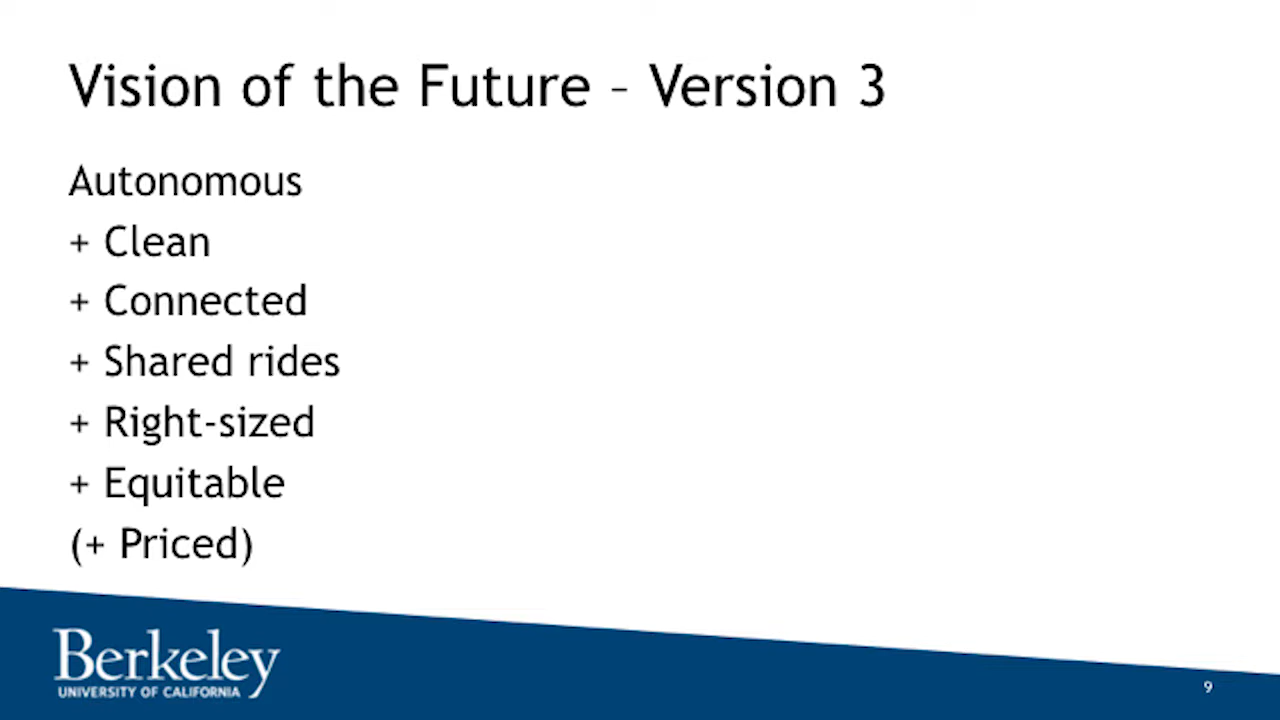 Vision of the Future – Version 3
Autonomous
+ Clean
+ Connected
+ Shared rides
+ Right-sized
+ Equitable
(+ Priced)
Berkeley
UNIVERSITY OF CALIFORNIA
9